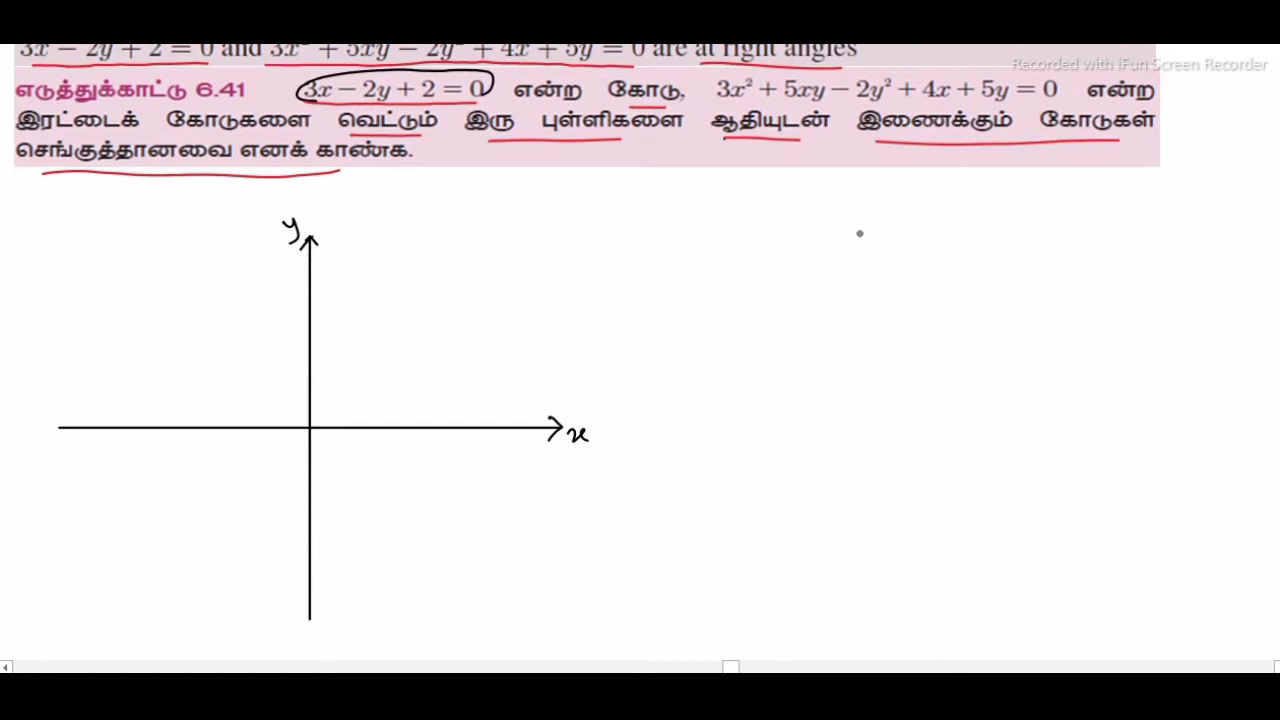 3x − 2y + 2 = 0 and 3x² + 5xy − 2y² + 4x + 5y = 0 are at right angles
Recorded with iFun Screen Recorder
எடுத்துக்காட்டு 6.41 3x − 2y + 2 = 0 என்ற கோடு, 3x² + 5xy − 2y² + 4x + 5y = 0 என்ற
இரட்டைக் கோடுகளை வெட்டும் இரு புள்ளிகளை ஆதியுடன் இணைக்கும் கோடுகள்
செங்குத்தானவை எனக் காண்க.
y
x